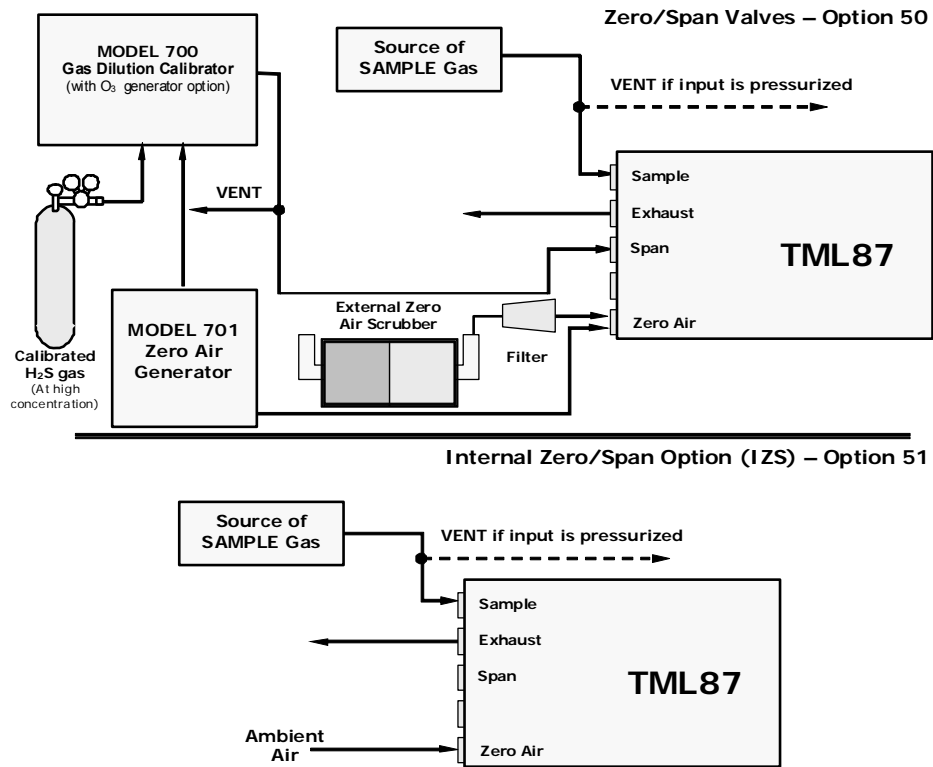 Zero/Span Valves – Option 50
MODEL 700
Gas Dilution Calibrator
(with O₃ generator option)
Source of
SAMPLE Gas
VENT if input is pressurized
Sample
Exhaust
Span
TML87
Zero Air
VENT
External Zero
Air Scrubber
Filter
MODEL 701
Zero Air
Generator
Calibrated
H₂S gas
(At high
concentration)
Internal Zero/Span Option (IZS) – Option 51
Source of
SAMPLE Gas
VENT if input is pressurized
Sample
Exhaust
Span
TML87
Ambient
Air
Zero Air